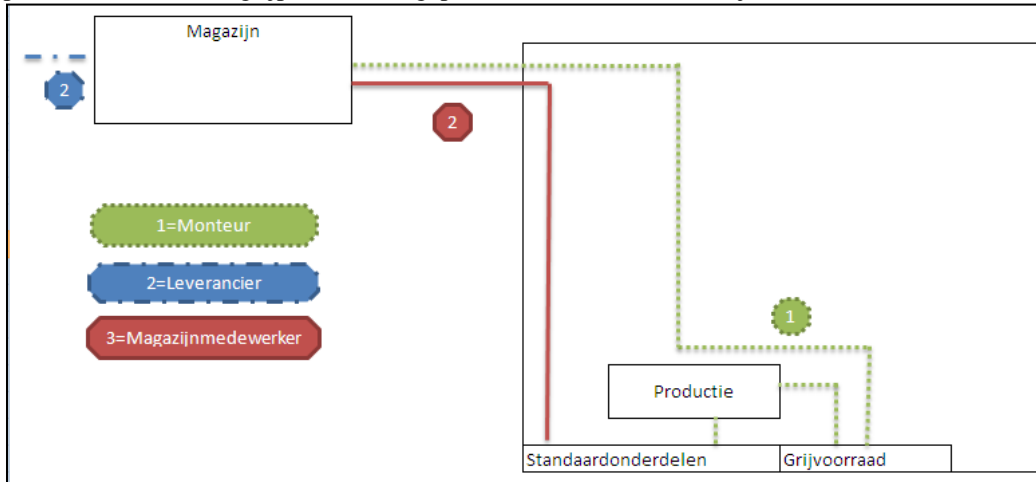 Magazijn
2
2
1=Monteur
2=Leverancier
3=Magazijnmedewerker
1
Productie
Standaardonderdelen
Grijvoorraad